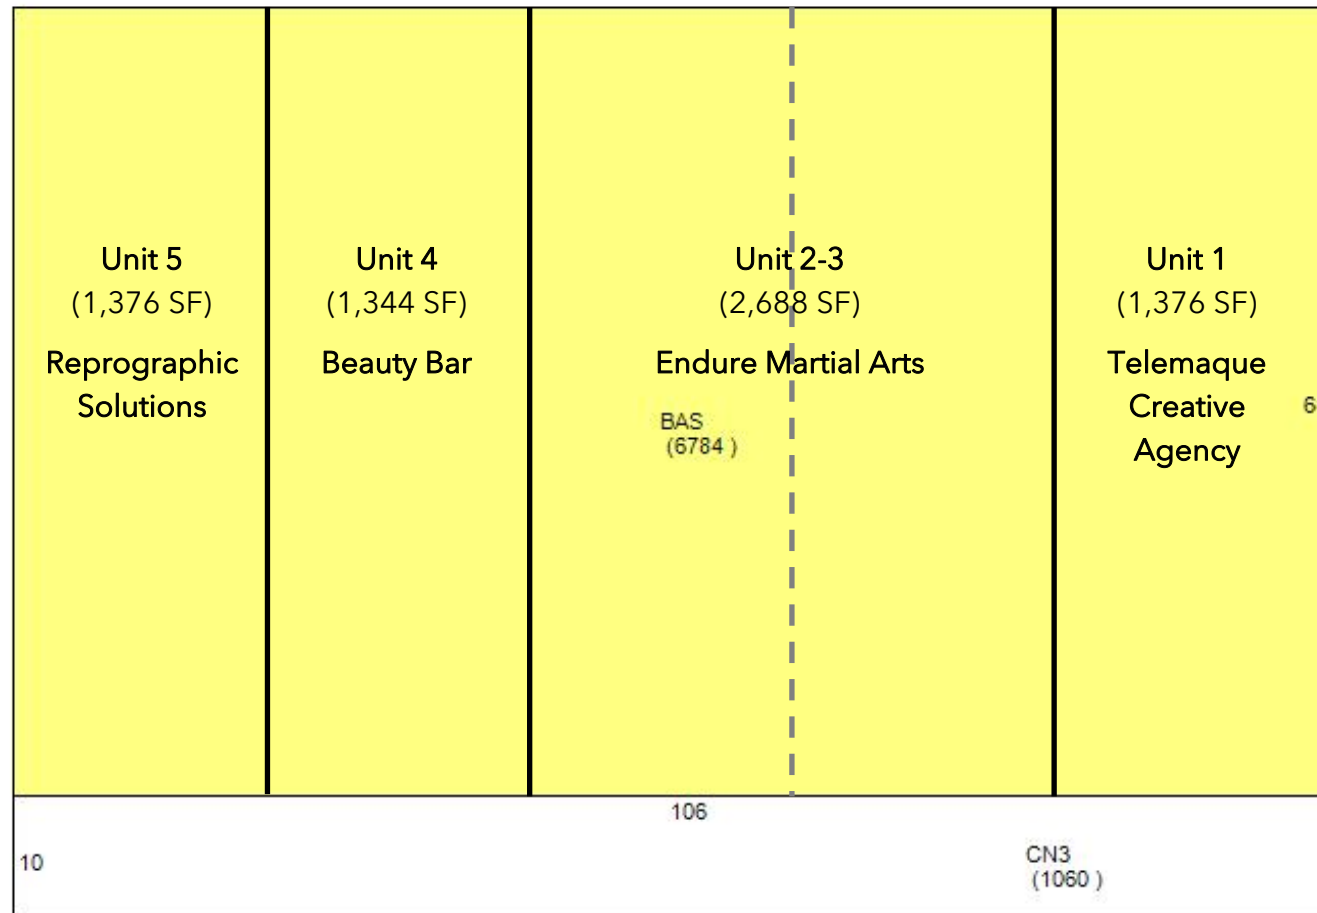 Unit 5
(1,376 SF)
Reprographic
Solutions
Unit 4
(1,344 SF)
Beauty Bar
Unit 2-3
(2,688 SF)
Endure Martial Arts
BAS
(6784 )
Unit 1
(1,376 SF)
Telemaque
Creative
Agency
6
106
10
CN3
(1060 )